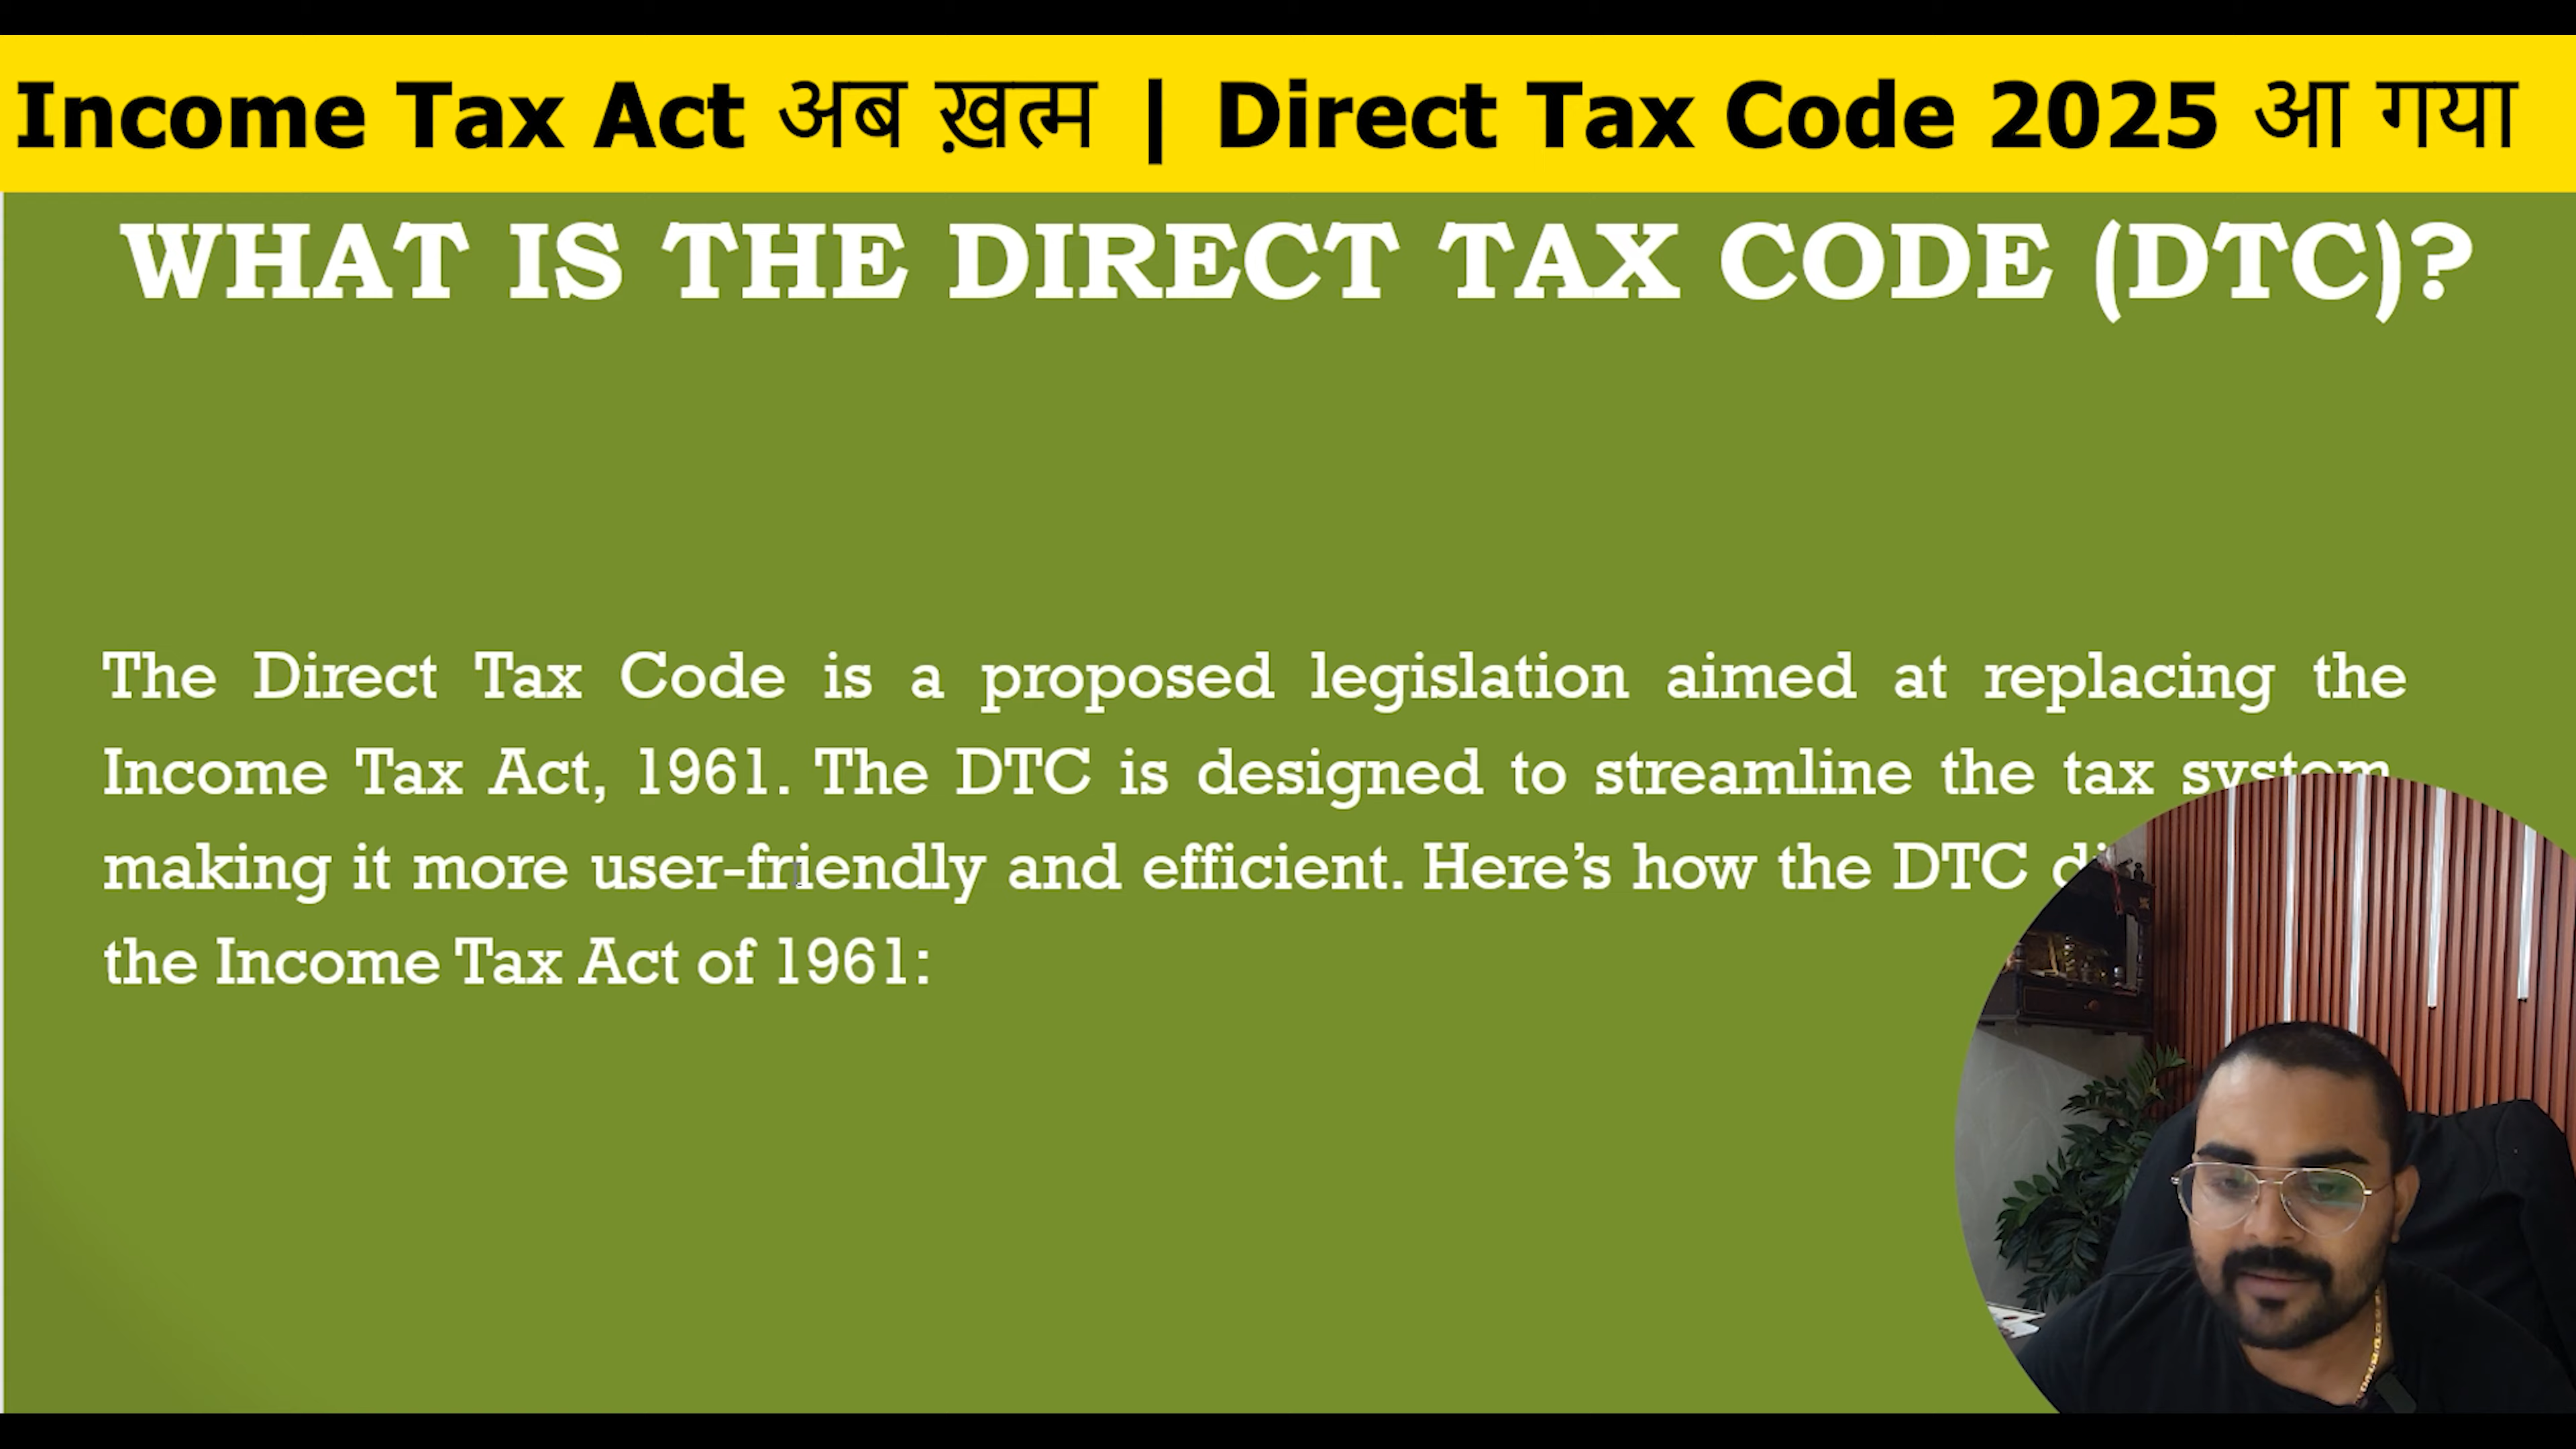 Income Tax Act अब ख़त्म | Direct Tax Code 2025 आ गया
WHAT IS THE DIRECT TAX CODE (DTC)?
The Direct Tax Code is a proposed legislation aimed at replacing the
Income Tax Act, 1961. The DTC is designed to streamline the tax system
making it more user-friendly and efficient. Here’s how the DTC
the Income Tax Act of 1961: